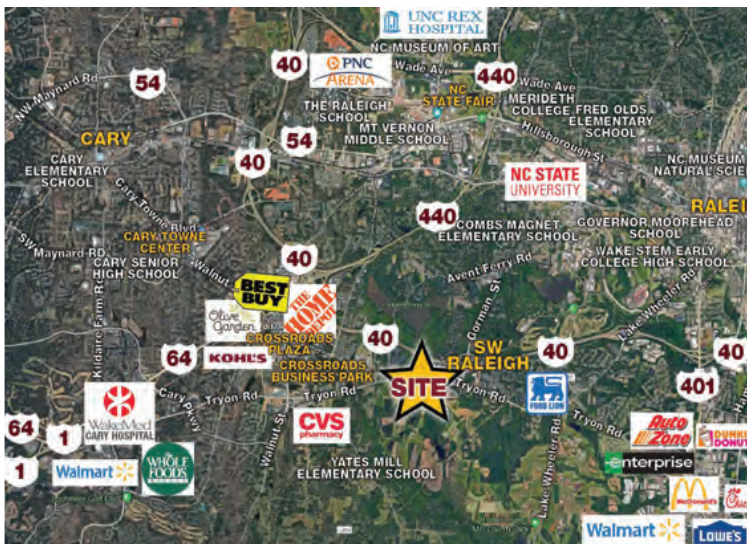 UNC REX
HOSPITAL
NC MUSEUM OF ART
40
PNC
ARENA
Wade Ave
440
Wade Ave
NW Maynard Rd
54
THE RALEIGH
SCHOOL
NC
STATE FAIR
MERIDETH
COLLEGE
FRED OLDS
ELEMENTARY
SCHOOL
CARY
54
MT VERNON
MIDDLE SCHOOL
Hillsborough St
CARY
ELEMENTARY
SCHOOL
40
NC STATE
UNIVERSITY
NC MUSEUM
NATURAL SCIE
RALEI
Cary Towne Blvd
440
COMBS MAGNET
ELEMENTARY SCHOOL
GOVERNOR MOOREHEAD
SCHOOL
SW Maynard RD
CARY TOWNE
CENTER
CARY SENIOR
HIGH SCHOOL
40
WAKE STEM EARLY
COLLEGE HIGH SCHOOL
Walnut
Avent Ferry Rd
BEST
BUY
Gorman St
Lake Wheeler Rd
Olive
Garden
THE
HOME
DEPOT
Kildaire Farm Rd
64
KOHL'S
CROSSROADS
PLAZA
40
SW
RALEIGH
40
40
CROSSROADS
BUSINESS PARK
SITE
401
Cary Pkwy
Tryon Rd
Tryon Rd
Tryon Rd
FOOD LION
Tryon Rd
WakeMed
CARY HOSPITAL
64
1
Walnut St
CVS
pharmacy
Auto
Zone
DUNKI
DONUT
1
Walmart
WHOLE
FOODS
MARKET
YATES MILL
ELEMENTARY SCHOOL
Lake Wheeler Rd
enterprise
McDonald's
Walmart
LOWE'S